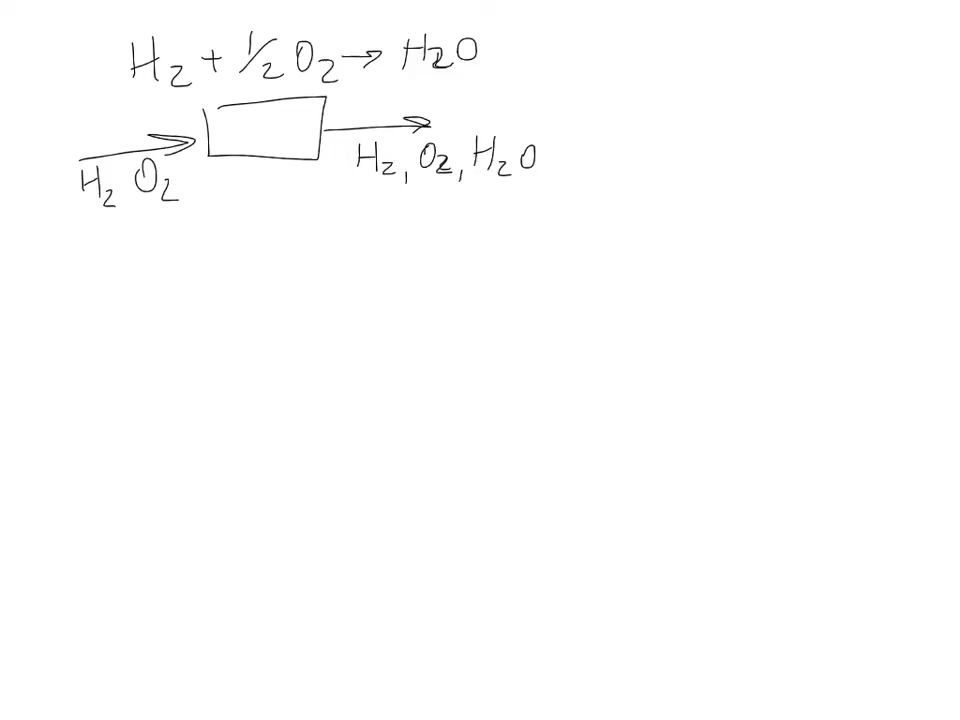 H₂ + ½ O₂ → H₂O
H₂ O₂
H₂, O₂, H₂O